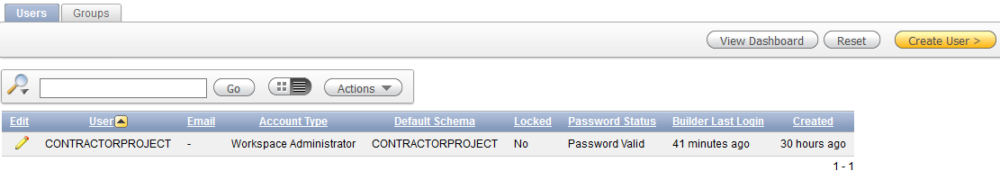 Users Groups
View Dashboard Reset Create User >
Go Actions
Edit User Email Account Type Default Schema Locked Password Status Builder Last Login Created
CONTRACTORPROJECT - Workspace Administrator CONTRACTORPROJECT No Password Valid 41 minutes ago 30 hours ago
1 - 1